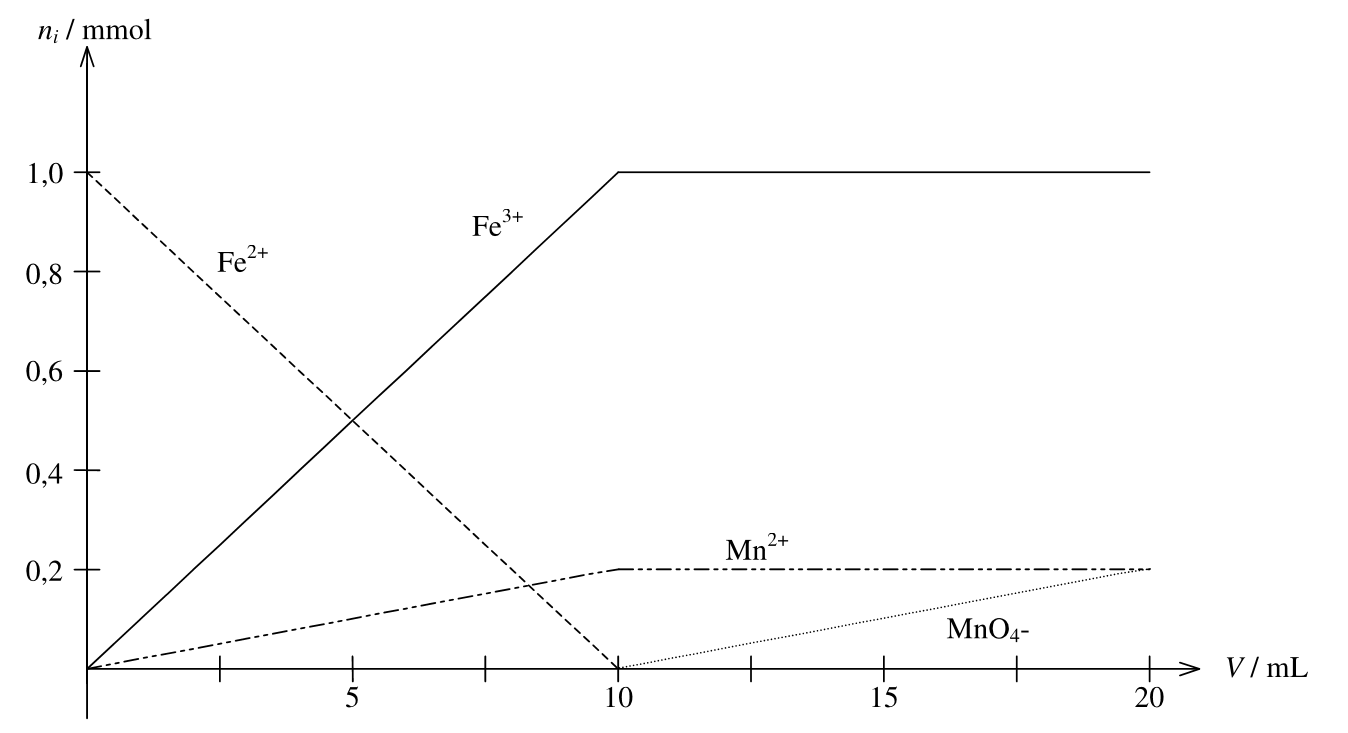 nᵢ / mmol
1,0
Fe³⁺
Fe²⁺
0,8
0,6
0,4
Mn²⁺
0,2
MnO₄-
V / mL
5
10
15
20